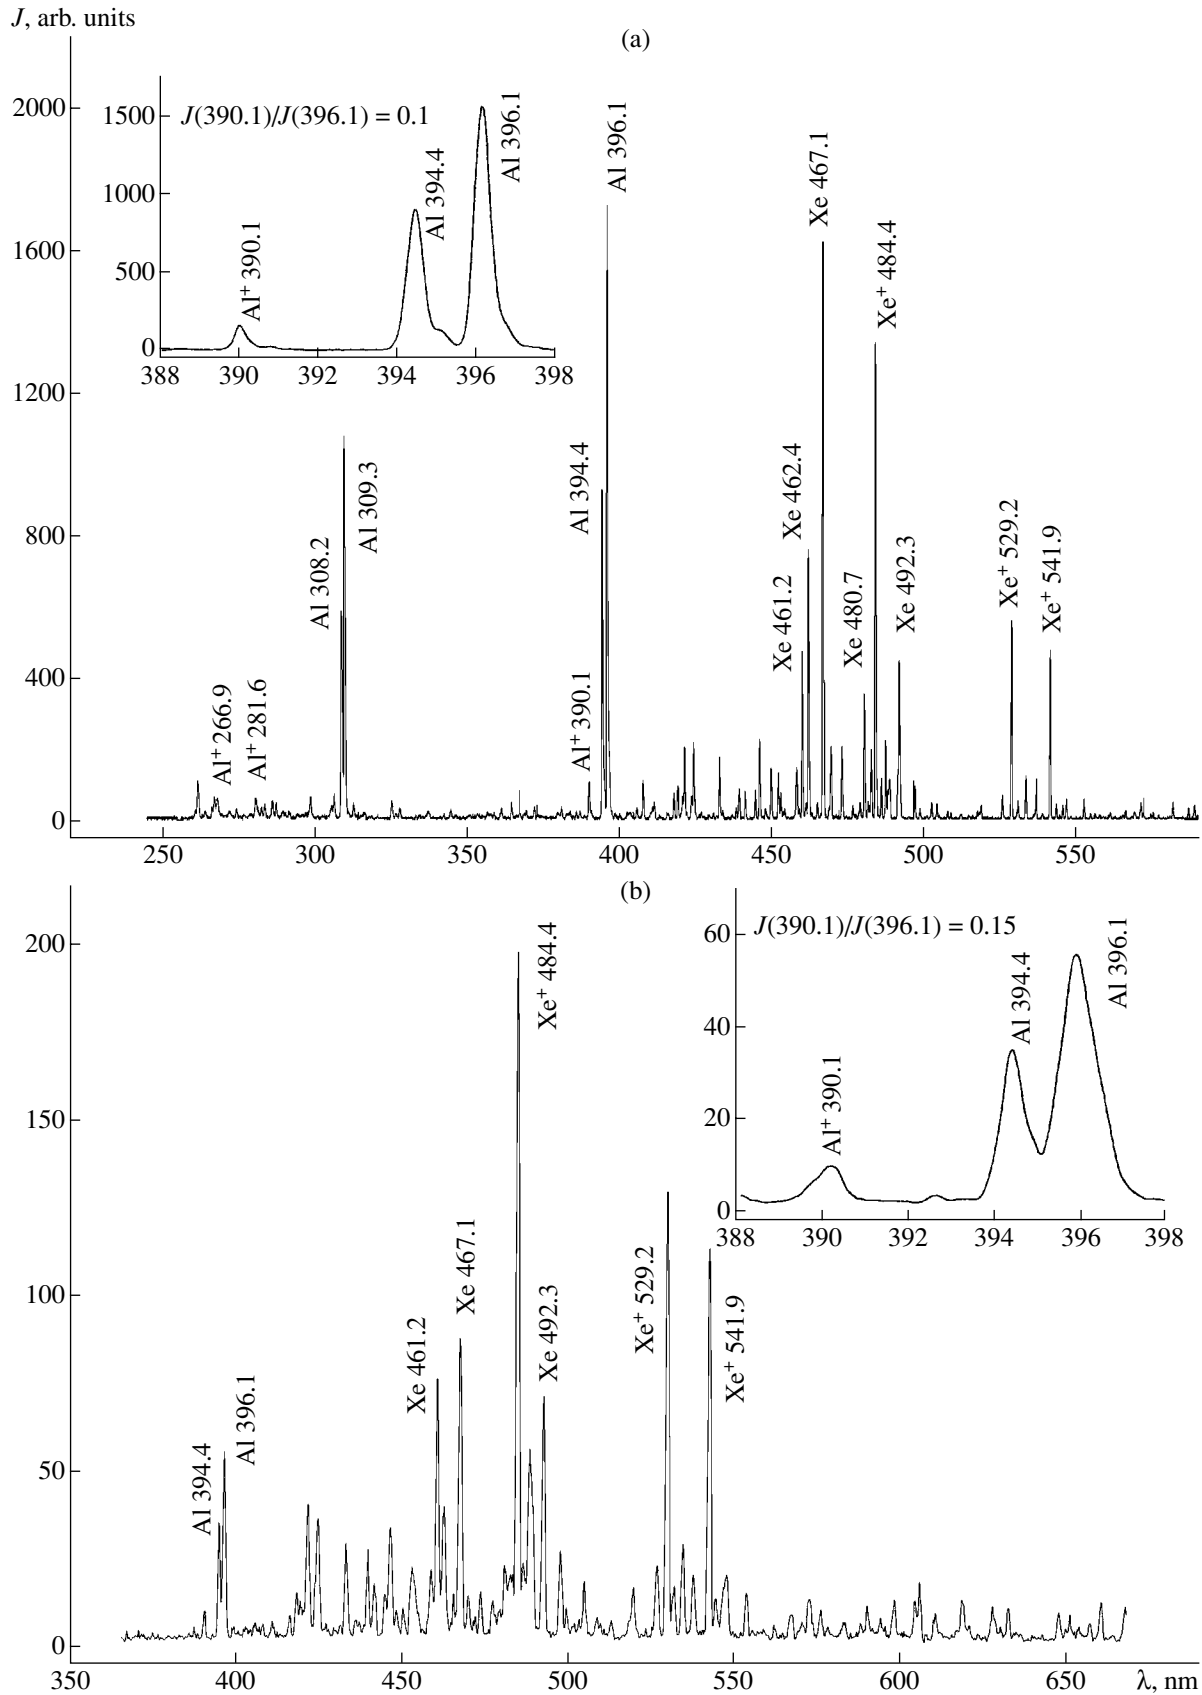 J, arb. units
(a)
2000
1600
1200
800
400
0
250 300 350 400 450 500 550
J(390.1)/J(396.1) = 0.1
1500
1000
500
0
388 390 392 394 396 398
Al⁺ 390.1
Al 394.4
Al 396.1
Al⁺ 266.9
Al⁺ 281.6
Al 308.2
Al 309.3
Al⁺ 390.1
Al 394.4
Al 396.1
Xe 461.2
Xe 462.4
Xe 467.1
Xe 480.7
Xe⁺ 484.4
Xe 492.3
Xe⁺ 529.2
Xe⁺ 541.9
(b)
200
150
100
50
0
350 400 450 500 550 600 650 λ, nm
Al 394.4
Al 396.1
Xe 461.2
Xe 467.1
Xe⁺ 484.4
Xe 492.3
Xe⁺ 529.2
Xe⁺ 541.9
J(390.1)/J(396.1) = 0.15
60
40
20
0
388 390 392 394 396 398
Al⁺ 390.1
Al 394.4
Al 396.1